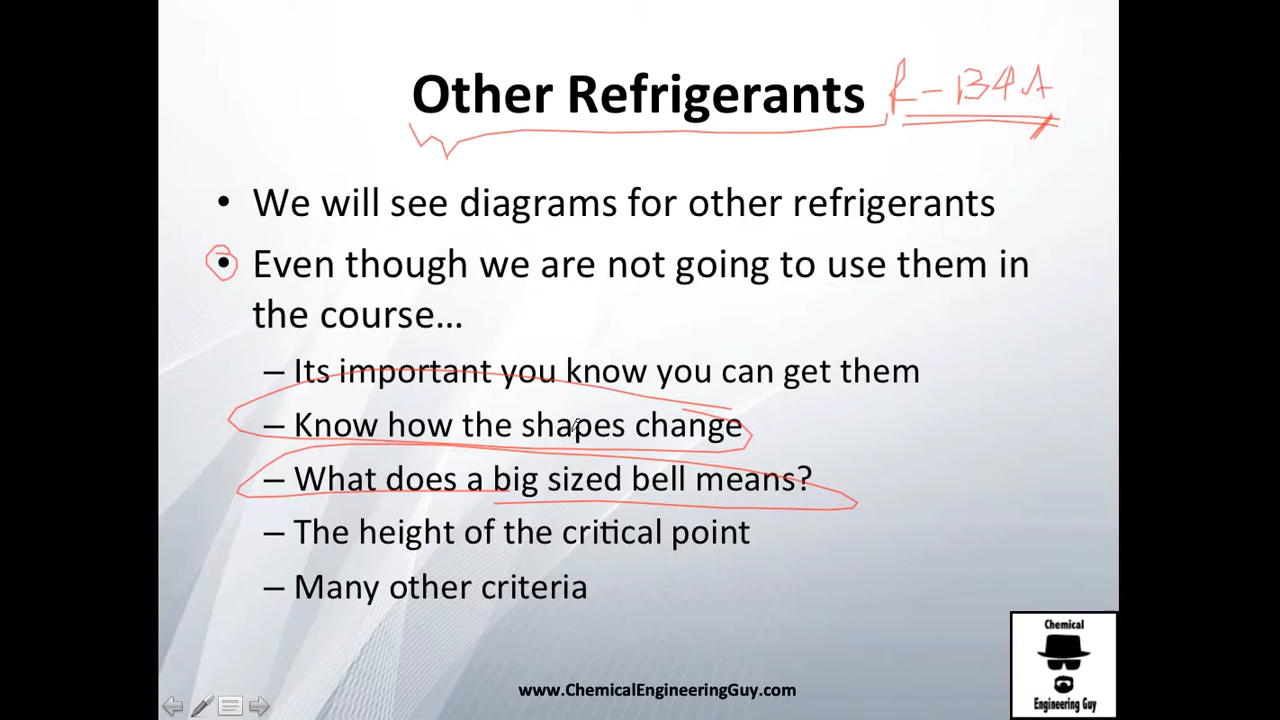 Other Refrigerants R-134A
• We will see diagrams for other refrigerants
• Even though we are not going to use them in
the course...
– Its important you know you can get them
– Know how the shapes change
– What does a big sized bell means?
– The height of the critical point
– Many other criteria
Chemical
Engineering Guy
www.ChemicalEngineeringGuy.com